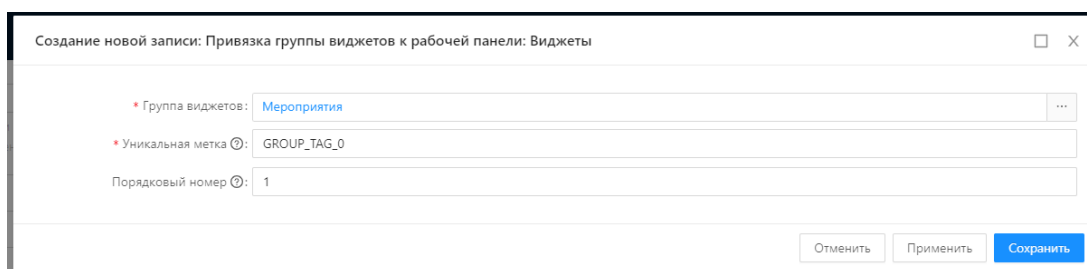 Создание новой записи: Привязка группы виджетов к рабочей панели: Виджеты
* Группа виджетов: Мероприятия ...
* Уникальная метка ?: GROUP_TAG_0
Порядковый номер ?: 1
Отменить Применить Сохранить